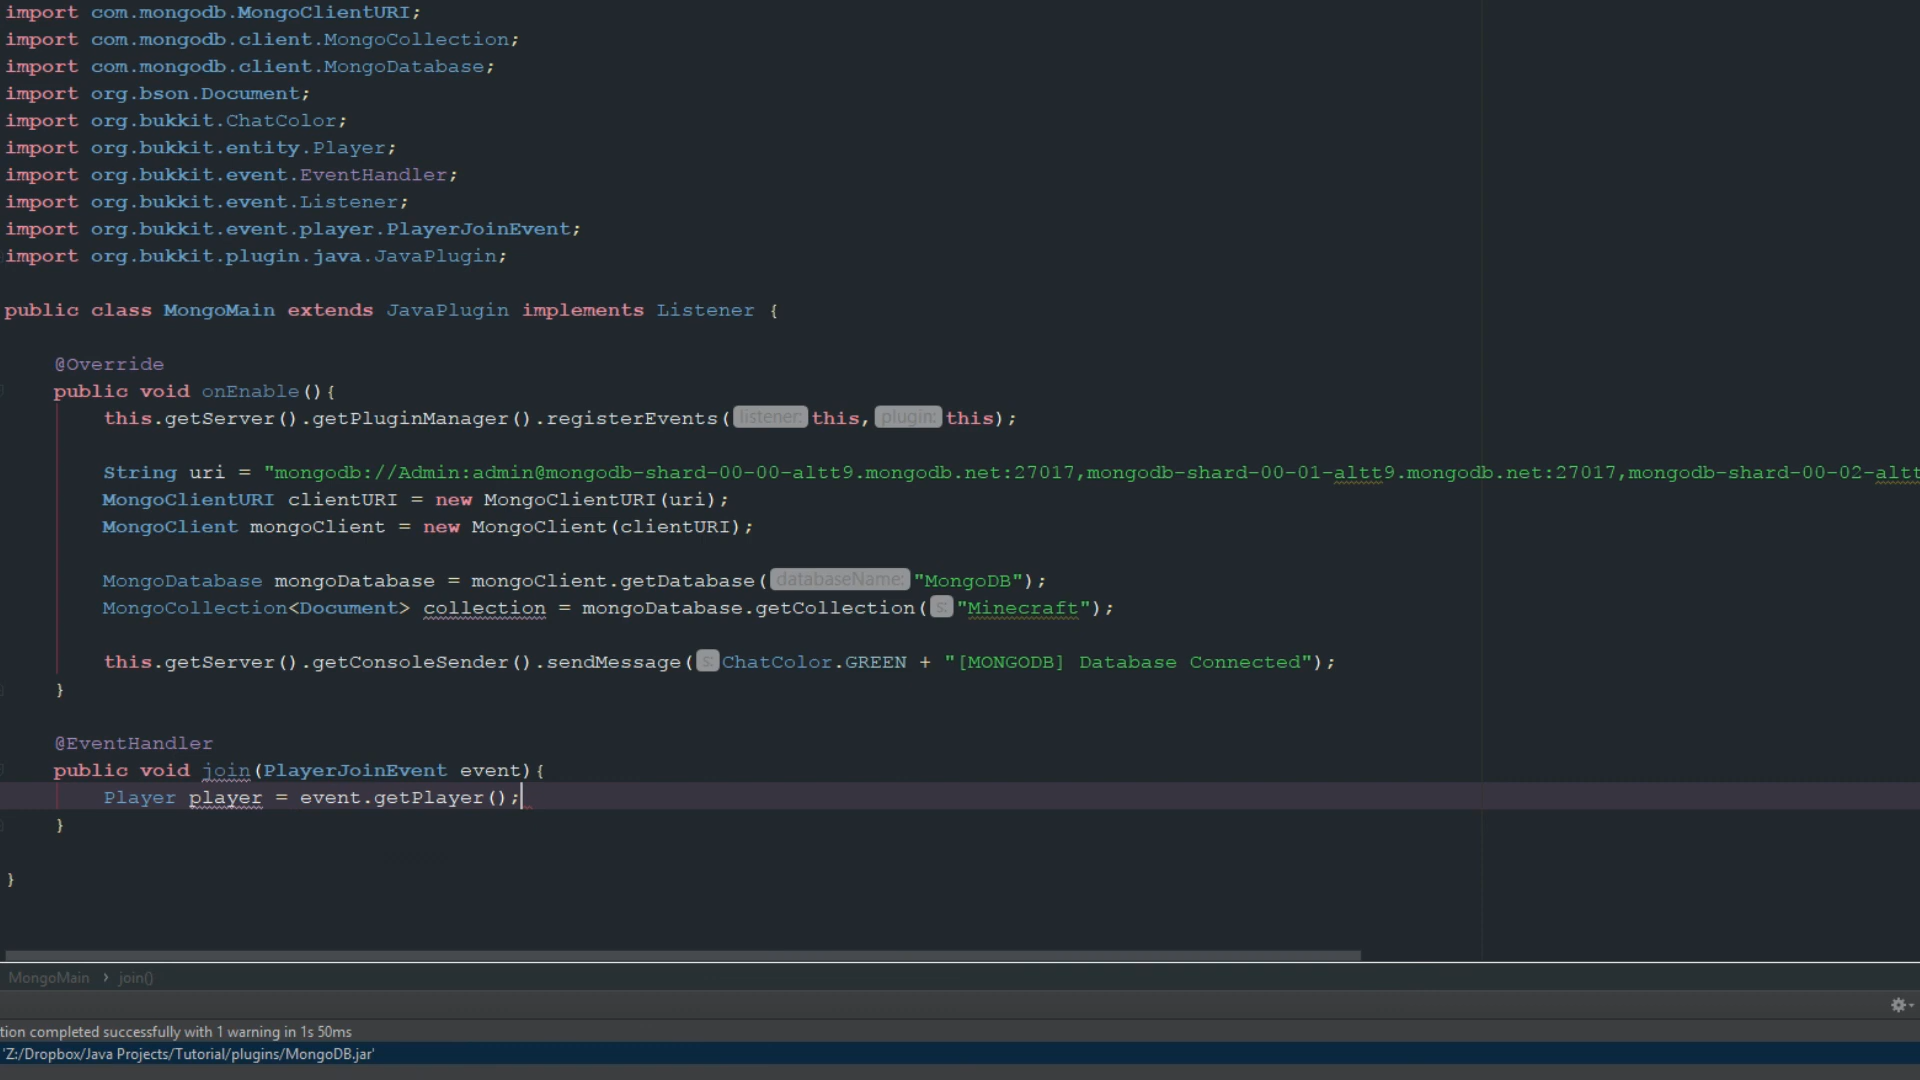 import com.mongodb.MongoClientURI;
import com.mongodb.client.MongoCollection;
import com.mongodb.client.MongoDatabase;
import org.bson.Document;
import org.bukkit.ChatColor;
import org.bukkit.entity.Player;
import org.bukkit.event.EventHandler;
import org.bukkit.event.Listener;
import org.bukkit.event.player.PlayerJoinEvent;
import org.bukkit.plugin.java.JavaPlugin;
public class MongoMain extends JavaPlugin implements Listener {
@Override
public void onEnable(){
this.getServer().getPluginManager().registerEvents( listener: this, plugin: this);
String uri = "mongodb://Admin:admin@mongodb-shard-00-00-altt9.mongodb.net:27017,mongodb-shard-00-01-altt9.mongodb.net:27017,mongodb-shard-00-02-altt
MongoClientURI clientURI = new MongoClientURI(uri);
MongoClient mongoClient = new MongoClient(clientURI);
MongoDatabase mongoDatabase = mongoClient.getDatabase( databaseName: "MongoDB");
MongoCollection<Document> collection = mongoDatabase.getCollection( s: "Minecraft");
this.getServer().getConsoleSender().sendMessage( s: ChatColor.GREEN + "[MONGODB] Database Connected");
}
@EventHandler
public void join(PlayerJoinEvent event){
Player player = event.getPlayer();
}
}
MongoMain › join()
tion completed successfully with 1 warning in 1s 50ms
'Z:/Dropbox/Java Projects/Tutorial/plugins/MongoDB.jar'